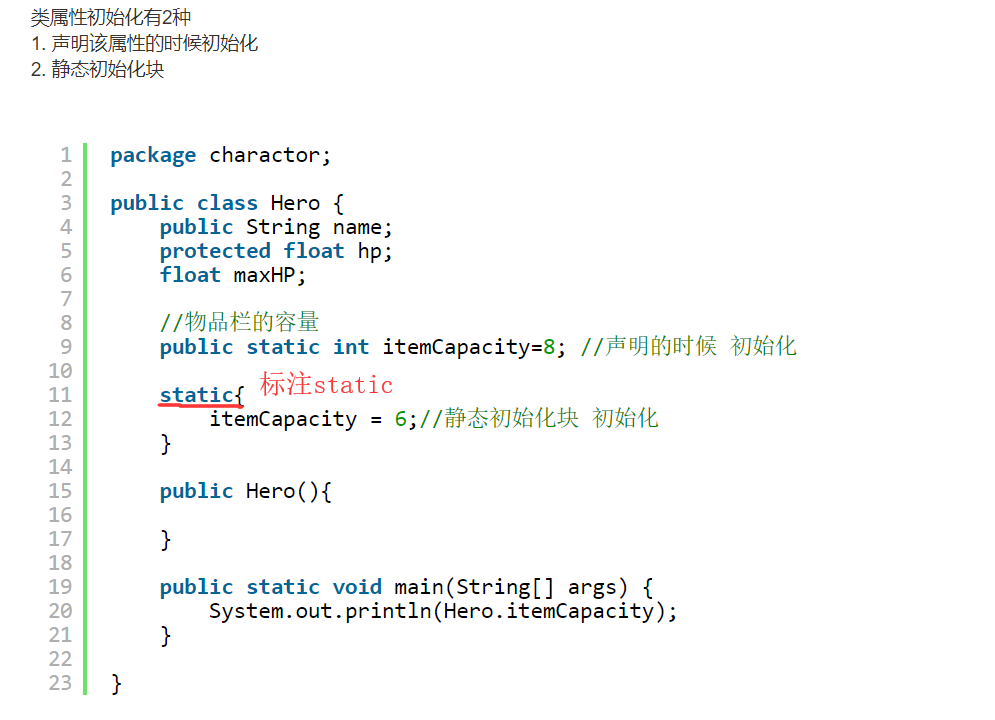 类属性初始化有2种
1. 声明该属性的时候初始化
2. 静态初始化块
1 package charactor;
2
3 public class Hero {
4 public String name;
5 protected float hp;
6 float maxHP;
7
8 //物品栏的容量
9 public static int itemCapacity=8; //声明的时候 初始化
10
11 static{ 标注static
12 itemCapacity = 6;//静态初始化块 初始化
13 }
14
15 public Hero(){
16
17 }
18
19 public static void main(String[] args) {
20 System.out.println(Hero.itemCapacity);
21 }
22
23 }